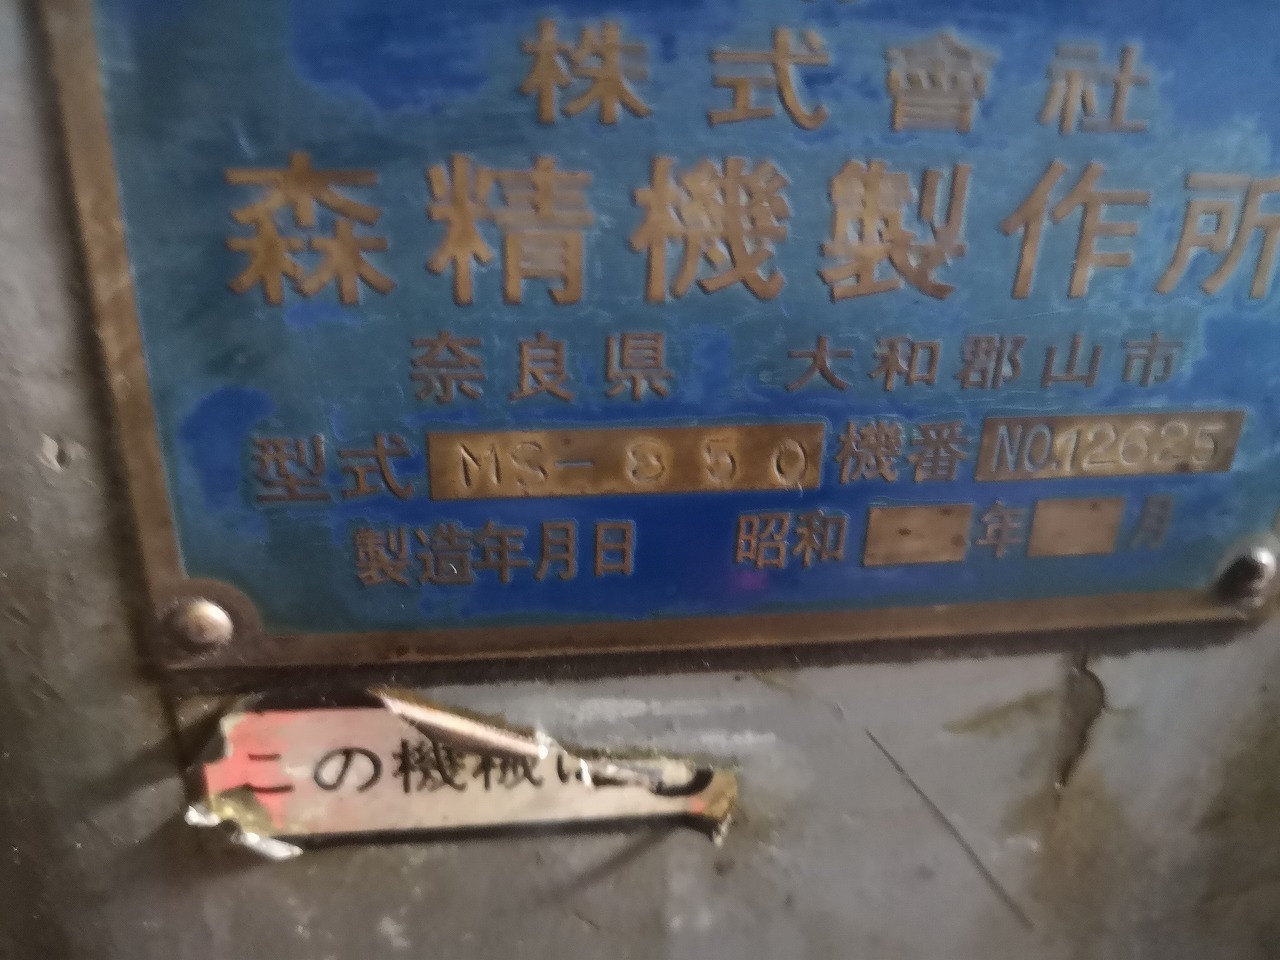 株式會社
森精機製作所
奈良県 大和郡山市
型式 MS-850 機番 NO.12625
製造年月日 昭和 年 月
この機械は